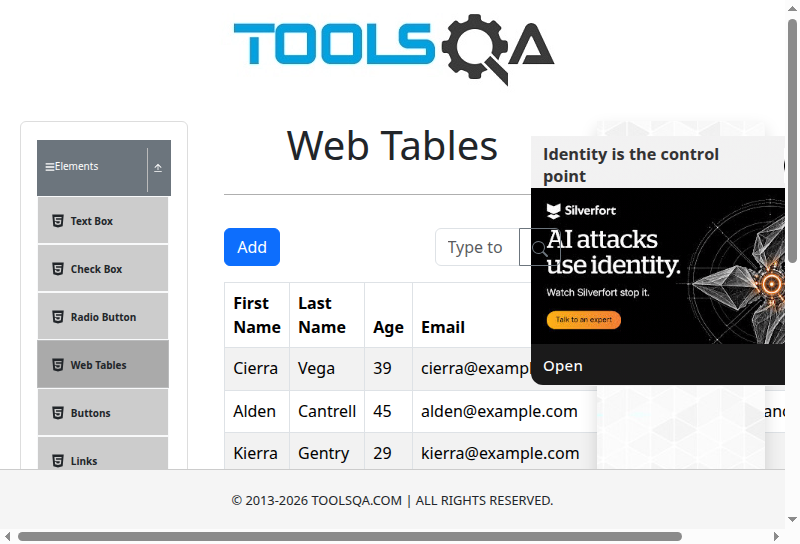 TOOLSQA
Elements
Text Box
Check Box
Radio Button
Web Tables
Buttons
Links
Web Tables
Add
Type to
First Name
Last Name
Age
Email
Cierra Vega 39 cierra@exampl
Alden Cantrell 45 alden@example.com
Kierra Gentry 29 kierra@example.com
Identity is the control
point
Silverfort
AI attacks
use identity.
Watch Silverfort stop it.
Talk to an expert
Open
© 2013-2026 TOOLSQA.COM | ALL RIGHTS RESERVED.